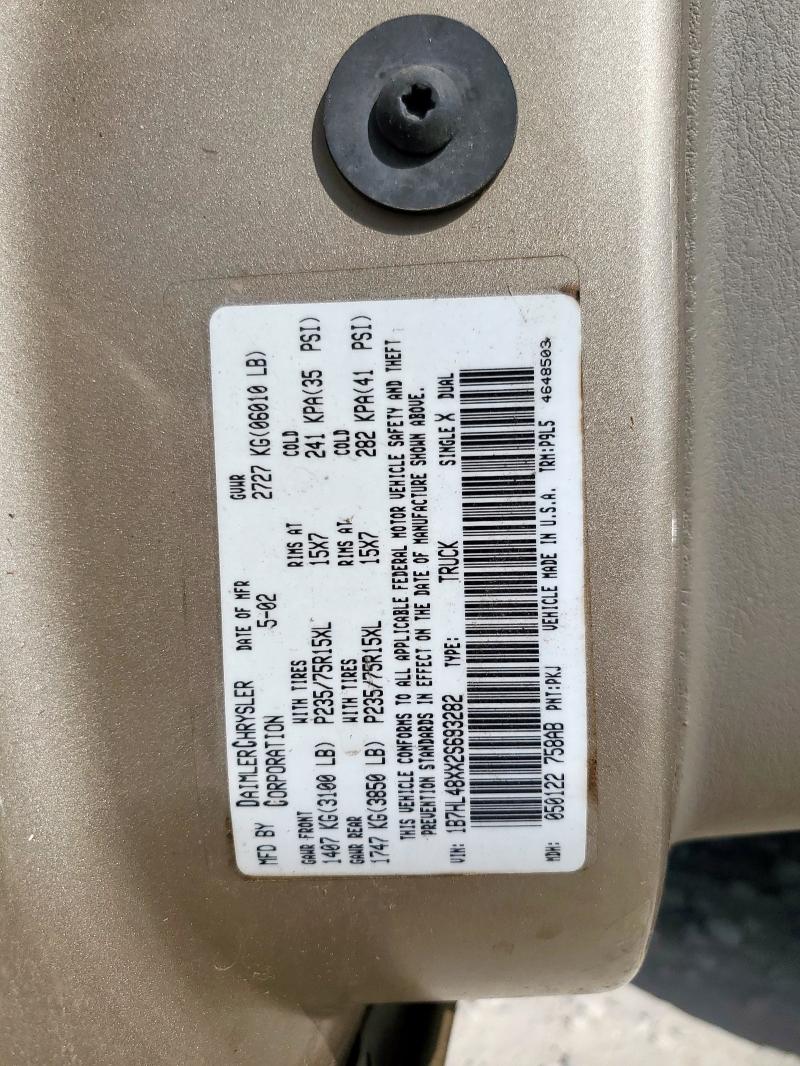 MFD BY DAIMLERCHRYSLER CORPORATION
DATE OF MFR 5-02
GVWR 2727 KG(06010 LB)
GAWR FRONT 1407 KG(3100 LB)
WITH TIRES P235/75R15XL
RIMS AT 15X7
COLD 241 KPA(35 PSI)
GAWR REAR 1747 KG(3850 LB)
WITH TIRES P235/75R15XL
RIMS AT 15X7
COLD 282 KPA(41 PSI)
THIS VEHICLE CONFORMS TO ALL APPLICABLE FEDERAL MOTOR VEHICLE SAFETY AND THEFT
PREVENTION STANDARDS IN EFFECT ON THE DATE OF MANUFACTURE SHOWN ABOVE.
VIN: 1B7HL48XX2S693282 TYPE: TRUCK SINGLE X DUAL
MDH: 050122 758AB PNT:PKJ VEHICLE MADE IN U.S.A. TRM:P9L5 4648503